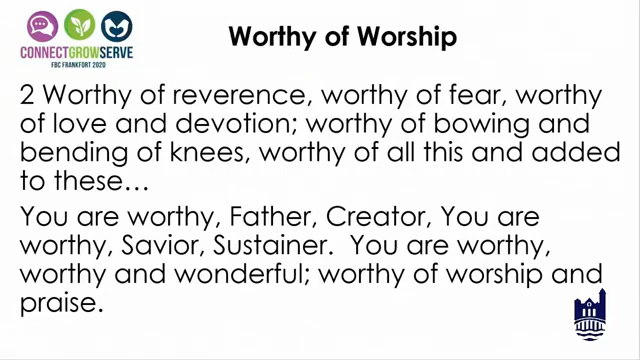 CONNECTGROWSERVE
FBC FRANKFORT 2020
Worthy of Worship
2 Worthy of reverence, worthy of fear, worthy
of love and devotion; worthy of bowing and
bending of knees, worthy of all this and added
to these…
You are worthy, Father, Creator, You are
worthy, Savior, Sustainer.  You are worthy,
worthy and wonderful; worthy of worship and
praise.